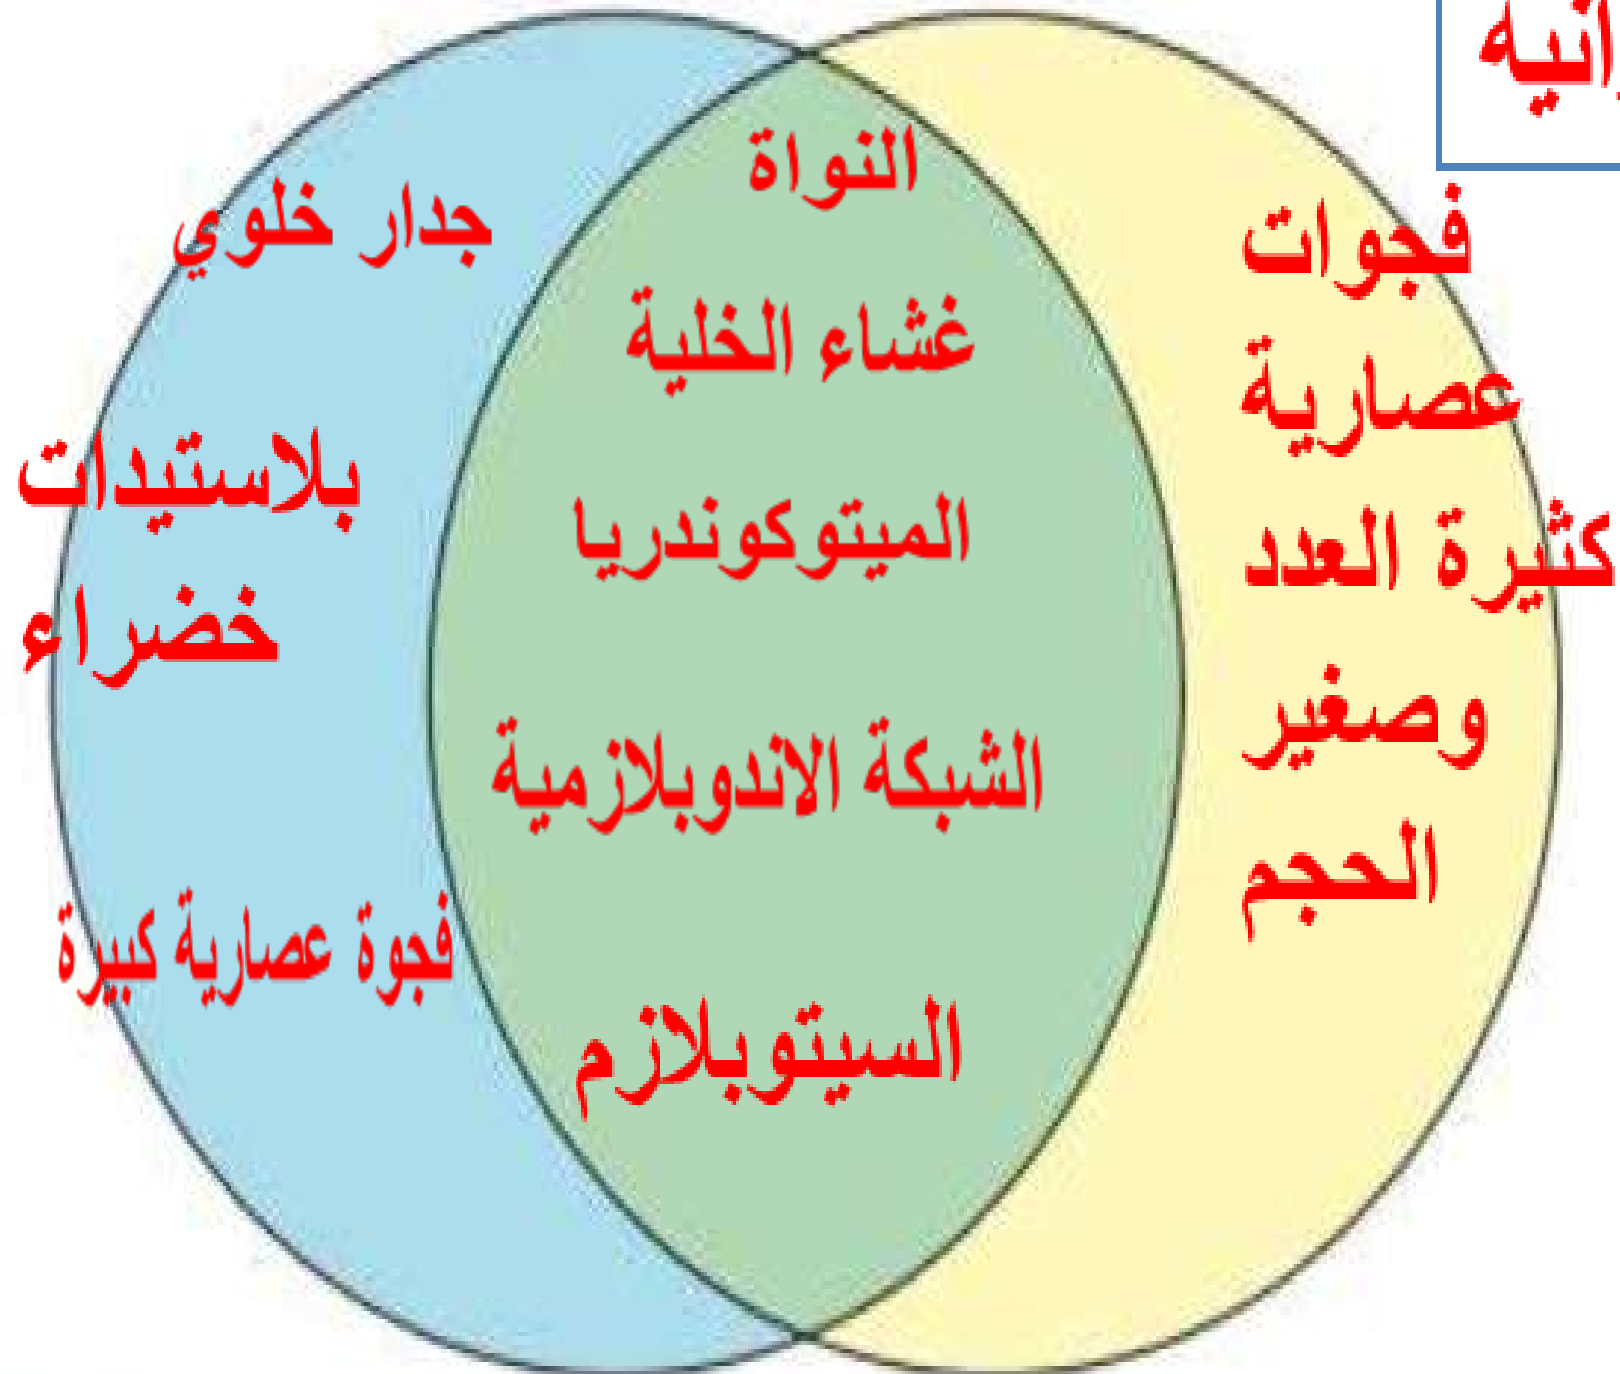 النواة
غشاء الخلية
الميتوكوندريا
الشبكة الاندوبلازمية
السيتوبلازم
فجوات
عصارية
كثيرة العدد
وصغير
الحجم
جدار خلوي
بلاستيدات
خضراء
فجوة عصارية كبيرة